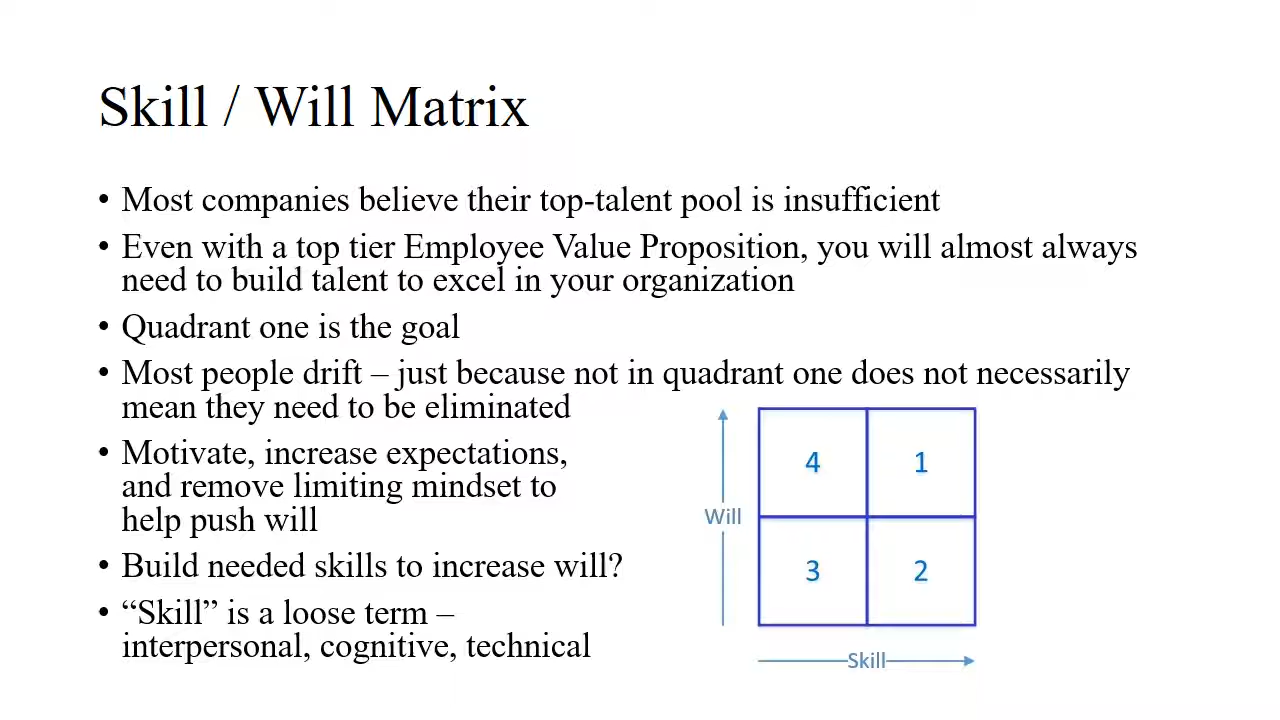 Skill / Will Matrix
• Most companies believe their top-talent pool is insufficient
• Even with a top tier Employee Value Proposition, you will almost always
need to build talent to excel in your organization
• Quadrant one is the goal
• Most people drift – just because not in quadrant one does not necessarily
mean they need to be eliminated
• Motivate, increase expectations,
and remove limiting mindset to
help push will
• Build needed skills to increase will?
• “Skill” is a loose term –
interpersonal, cognitive, technical
4 1
Will
3 2
Skill